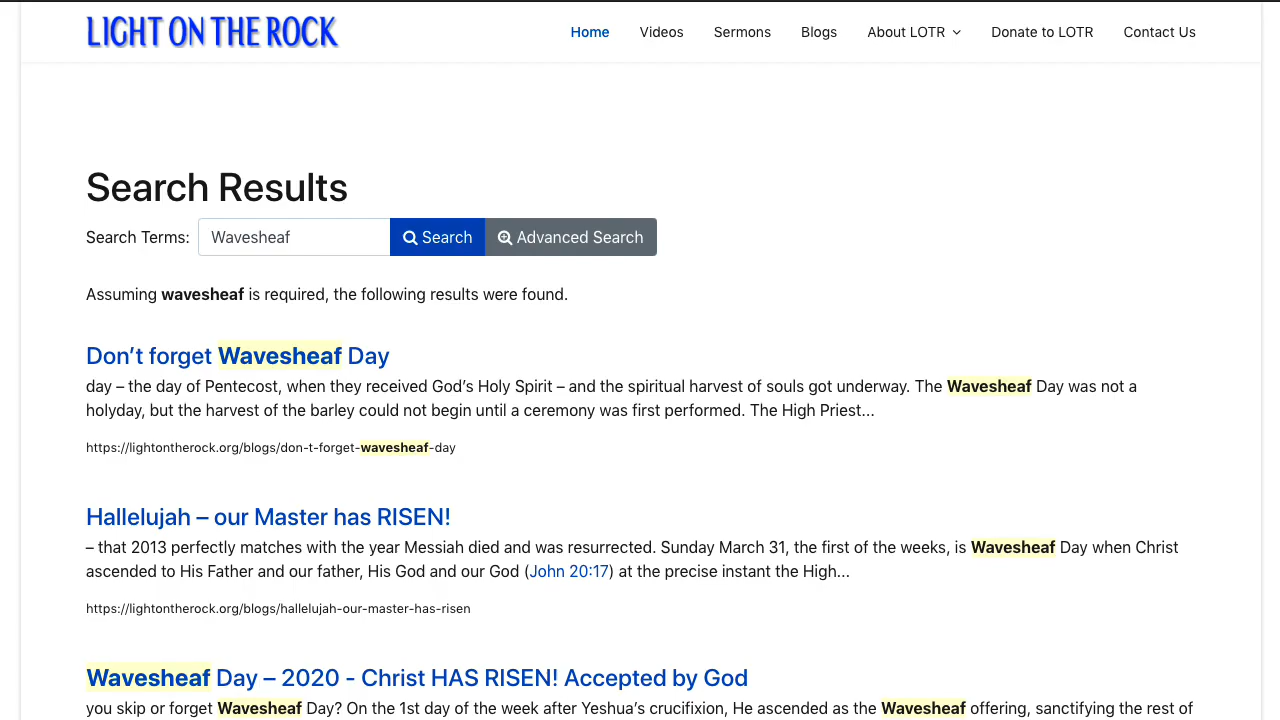 LIGHT ON THE ROCK
Home Videos Sermons Blogs About LOTR Donate to LOTR Contact Us
Search Results
Search Terms: Wavesheaf Search Advanced Search
Assuming wavesheaf is required, the following results were found.
Don’t forget Wavesheaf Day
day – the day of Pentecost, when they received God’s Holy Spirit – and the spiritual harvest of souls got underway. The Wavesheaf Day was not a
holyday, but the harvest of the barley could not begin until a ceremony was first performed. The High Priest...
https://lightontherock.org/blogs/don-t-forget-wavesheaf-day
Hallelujah – our Master has RISEN!
– that 2013 perfectly matches with the year Messiah died and was resurrected. Sunday March 31, the first of the weeks, is Wavesheaf Day when Christ
ascended to His Father and our father, His God and our God (John 20:17) at the precise instant the High...
https://lightontherock.org/blogs/hallelujah-our-master-has-risen
Wavesheaf Day – 2020 - Christ HAS RISEN! Accepted by God
you skip or forget Wavesheaf Day? On the 1st day of the week after Yeshua’s crucifixion, He ascended as the Wavesheaf offering, sanctifying the rest of